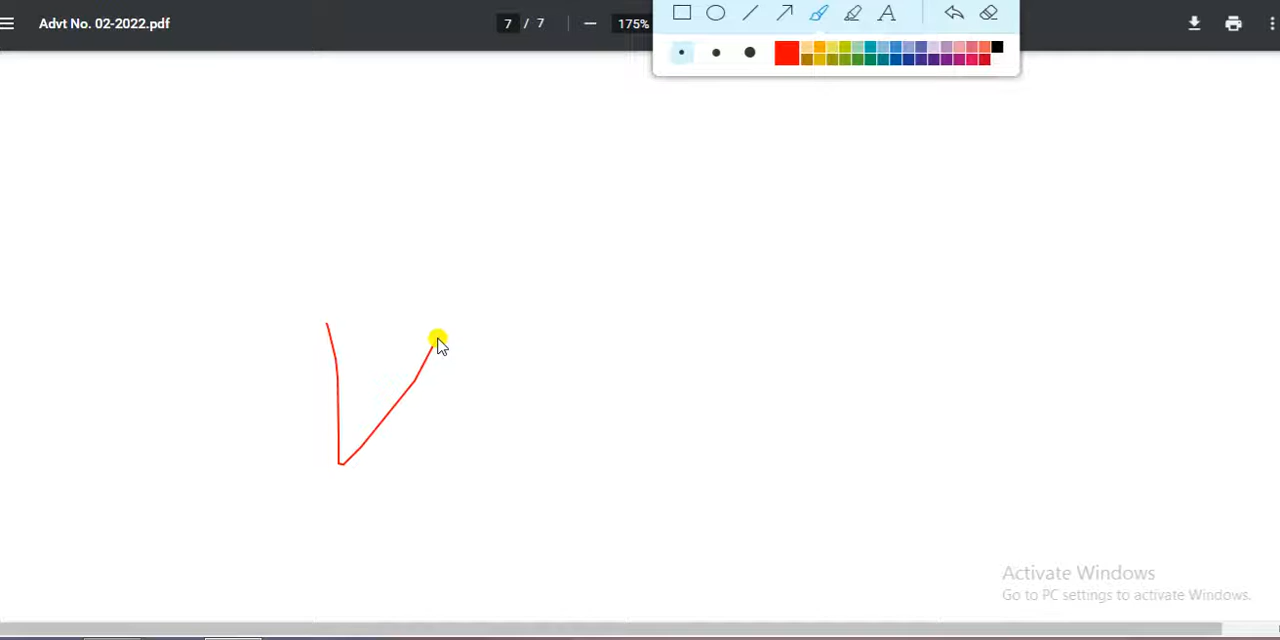 Advt No. 02-2022.pdf
7 / 7
175%
A
V
Activate Windows
Go to PC settings to activate Windows.